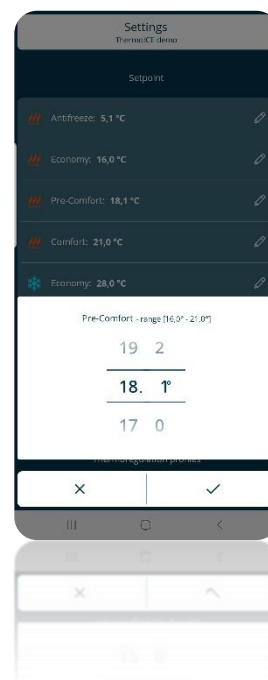 Settings
ThermoICE demo
Setpoint
Antifreeze: 5,1 °C
Economy: 16,0 °C
Pre-Comfort: 18,1 °C
Comfort: 21,0 °C
Economy: 28,0 °C
Pre-Comfort - range [16,0° - 21,0°]
19 2
18. 1°
17 0
Thermoregulation profiles